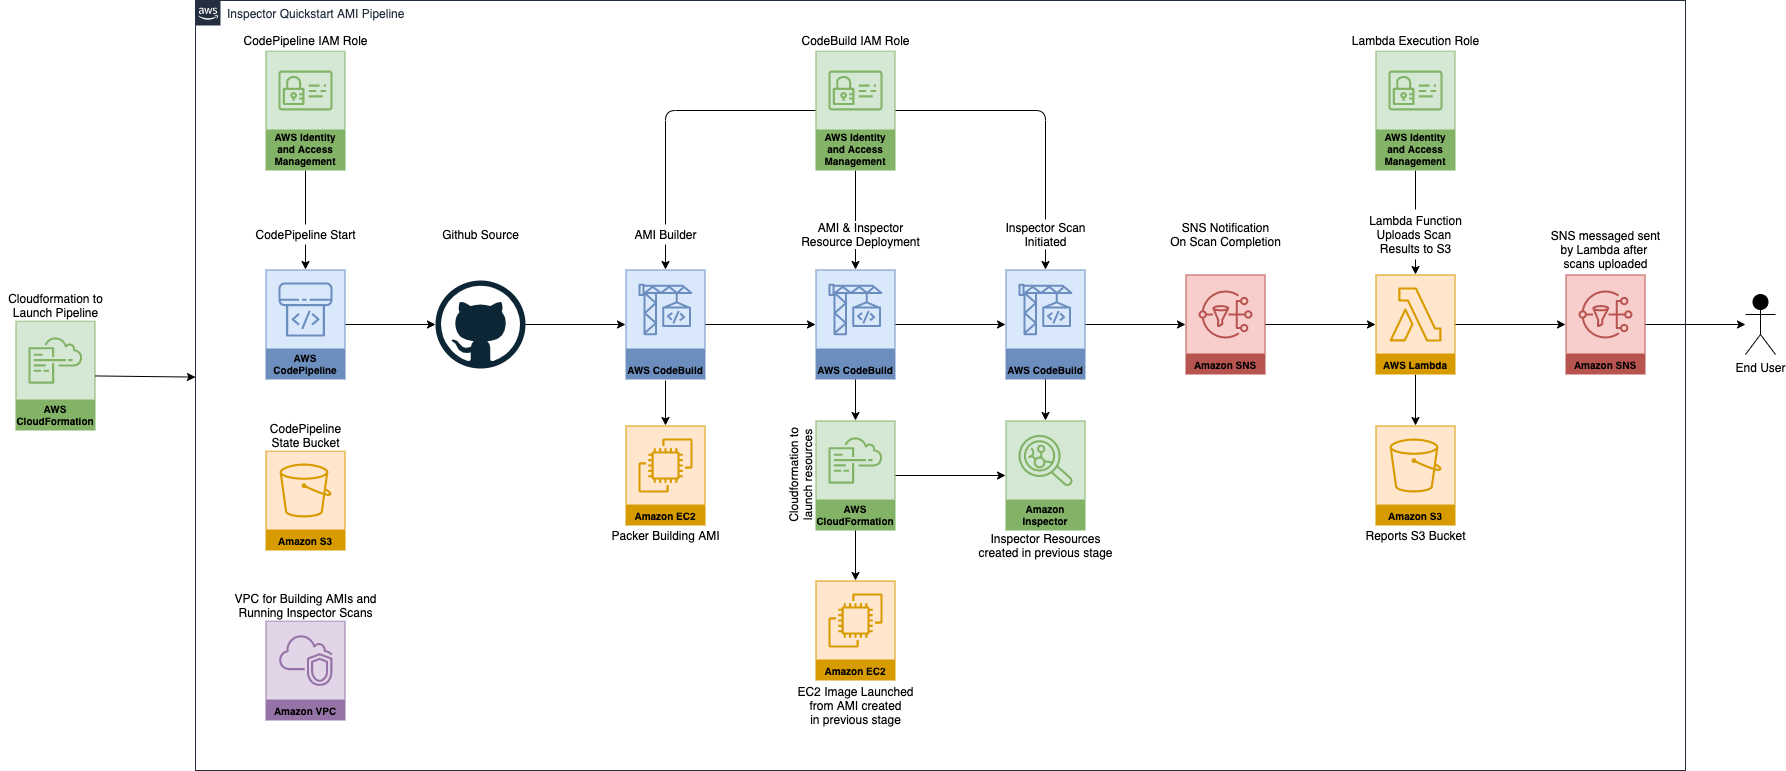 aws
Inspector Quickstart AMI Pipeline
CodePipeline IAM Role
AWS Identity
and Access
Management
CodeBuild IAM Role
AWS Identity
and Access
Management
Lambda Execution Role
AWS Identity
and Access
Management
Cloudformation to
Launch Pipeline
AWS
CloudFormation
CodePipeline Start
AWS
CodePipeline
Github Source
AMI Builder
AWS CodeBuild
AMI & Inspector
Resource Deployment
AWS CodeBuild
Inspector Scan
Initiated
AWS CodeBuild
SNS Notification
On Scan Completion
Amazon SNS
Lambda Function
Uploads Scan
Results to S3
AWS Lambda
SNS messaged sent
by Lambda after
scans uploaded
Amazon SNS
End User
CodePipeline
State Bucket
Amazon S3
Amazon EC2
Packer Building AMI
Cloudformation to
launch resources
AWS
CloudFormation
Amazon
Inspector
Inspector Resources
created in previous stage
Amazon S3
Reports S3 Bucket
VPC for Building AMIs and
Running Inspector Scans
Amazon VPC
Amazon EC2
EC2 Image Launched
from AMI created
in previous stage